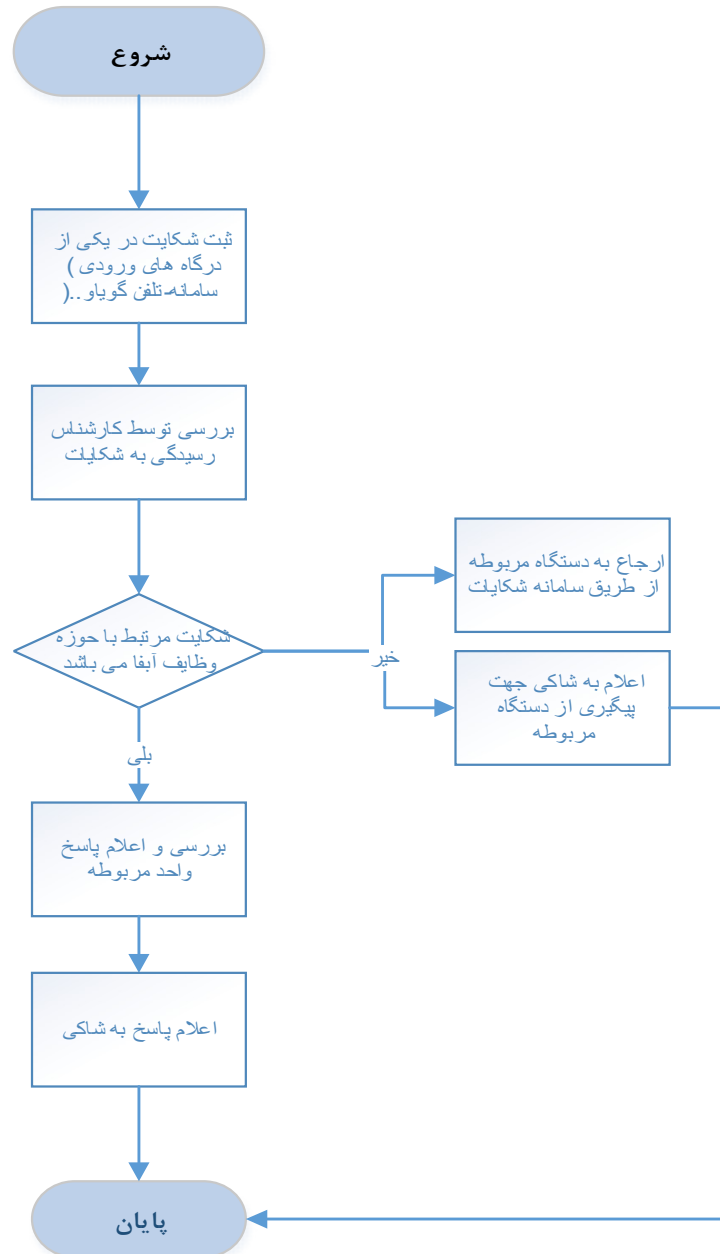 شروع
ثبت شکایت در یکی از
درگاه های ورودی )
سامانه-تلفن گویاو..(
بررسی توسط کارشناس
رسیدگی به شکایات
شکایت مرتبط با حوزه
وظایف آبفا می باشد
خیر
ارجاع به دستگاه مربوطه
از طریق سامانه شکایات
اعلام به شاکی جهت
پیگیری از دستگاه
مربوطه
بلی
بررسی و اعلام پاسخ
واحد مربوطه
اعلام پاسخ به شاکی
پایان